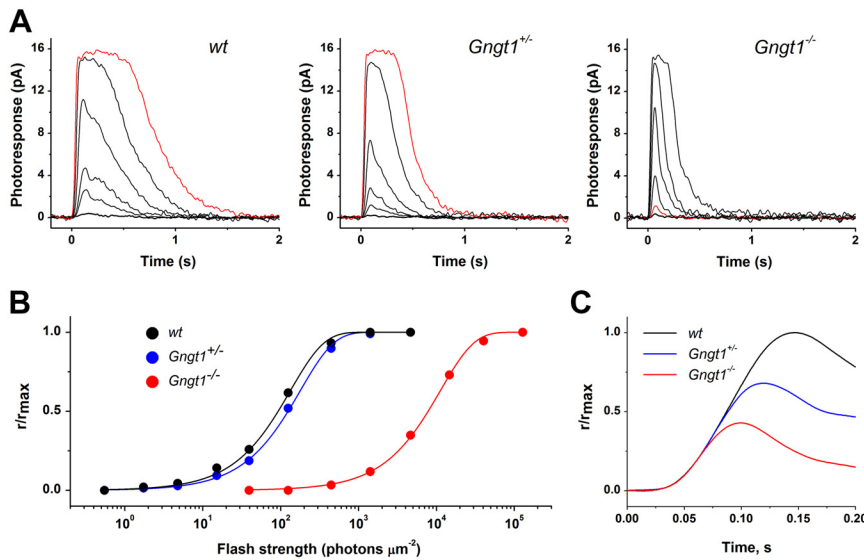 A
wt
Gngt1+/-
Gngt1-/-
Photoresponse (pA)
16
12
8
4
0
0
1
2
Time (s)
Photoresponse (pA)
16
12
8
4
0
0
1
2
Time (s)
Photoresponse (pA)
16
12
8
4
0
0
1
2
Time (s)
B
wt
Gngt1+/-
Gngt1-/-
r/rmax
1.0
0.5
0.0
10^0
10^1
10^2
10^3
10^4
10^5
Flash strength (photons μm-2)
C
wt
Gngt1+/-
Gngt1-/-
r/rmax
1.0
0.5
0.0
0.00
0.05
0.10
0.15
0.20
Time, s